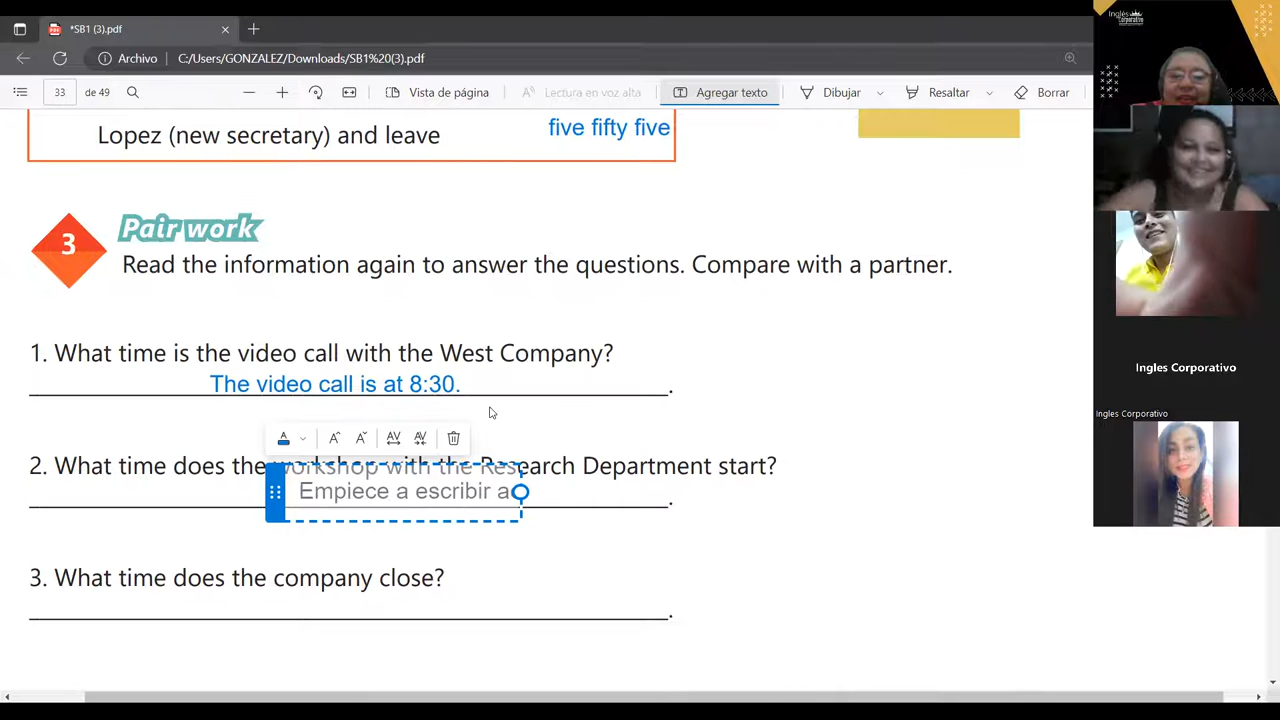 *SB1 (3).pdf
Archivo
C:/Users/GONZALEZ/Downloads/SB1%20(3).pdf
33 de 49
Vista de página
Lectura en voz alta
Agregar texto
Dibujar
Resaltar
Borrar
Inglés
Corporativo
Lopez (new secretary) and leave
five fifty five
3
Pair work
Read the information again to answer the questions. Compare with a partner.
1. What time is the video call with the West Company?
The video call is at 8:30.
2. What time does the workshop with the Research Department start?
Empiece a escribir a
3. What time does the company close?
Ingles Corporativo
Ingles Corporativo